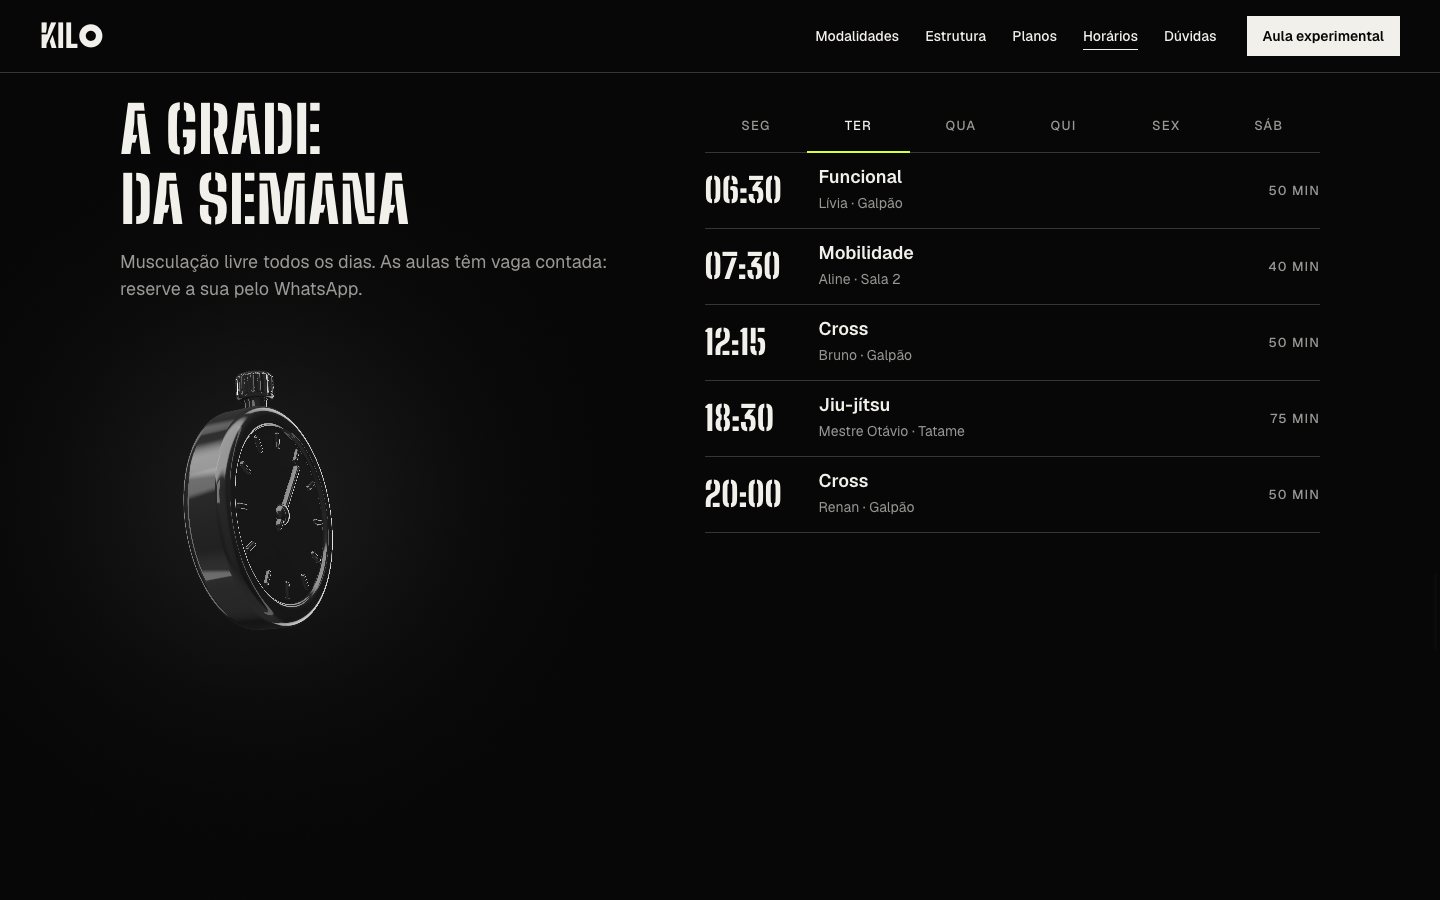 KILO
Modalidades
Estrutura
Planos
Horários
Dúvidas
Aula experimental
A GRADE
DA SEMANA
Musculação livre todos os dias. As aulas têm vaga contada:
reserve a sua pelo WhatsApp.
SEG
TER
QUA
QUI
SEX
SÁB
06:30
Funcional
Lívia · Galpão
50 MIN
07:30
Mobilidade
Aline · Sala 2
40 MIN
12:15
Cross
Bruno · Galpão
50 MIN
18:30
Jiu-jítsu
Mestre Otávio · Tatame
75 MIN
20:00
Cross
Renan · Galpão
50 MIN